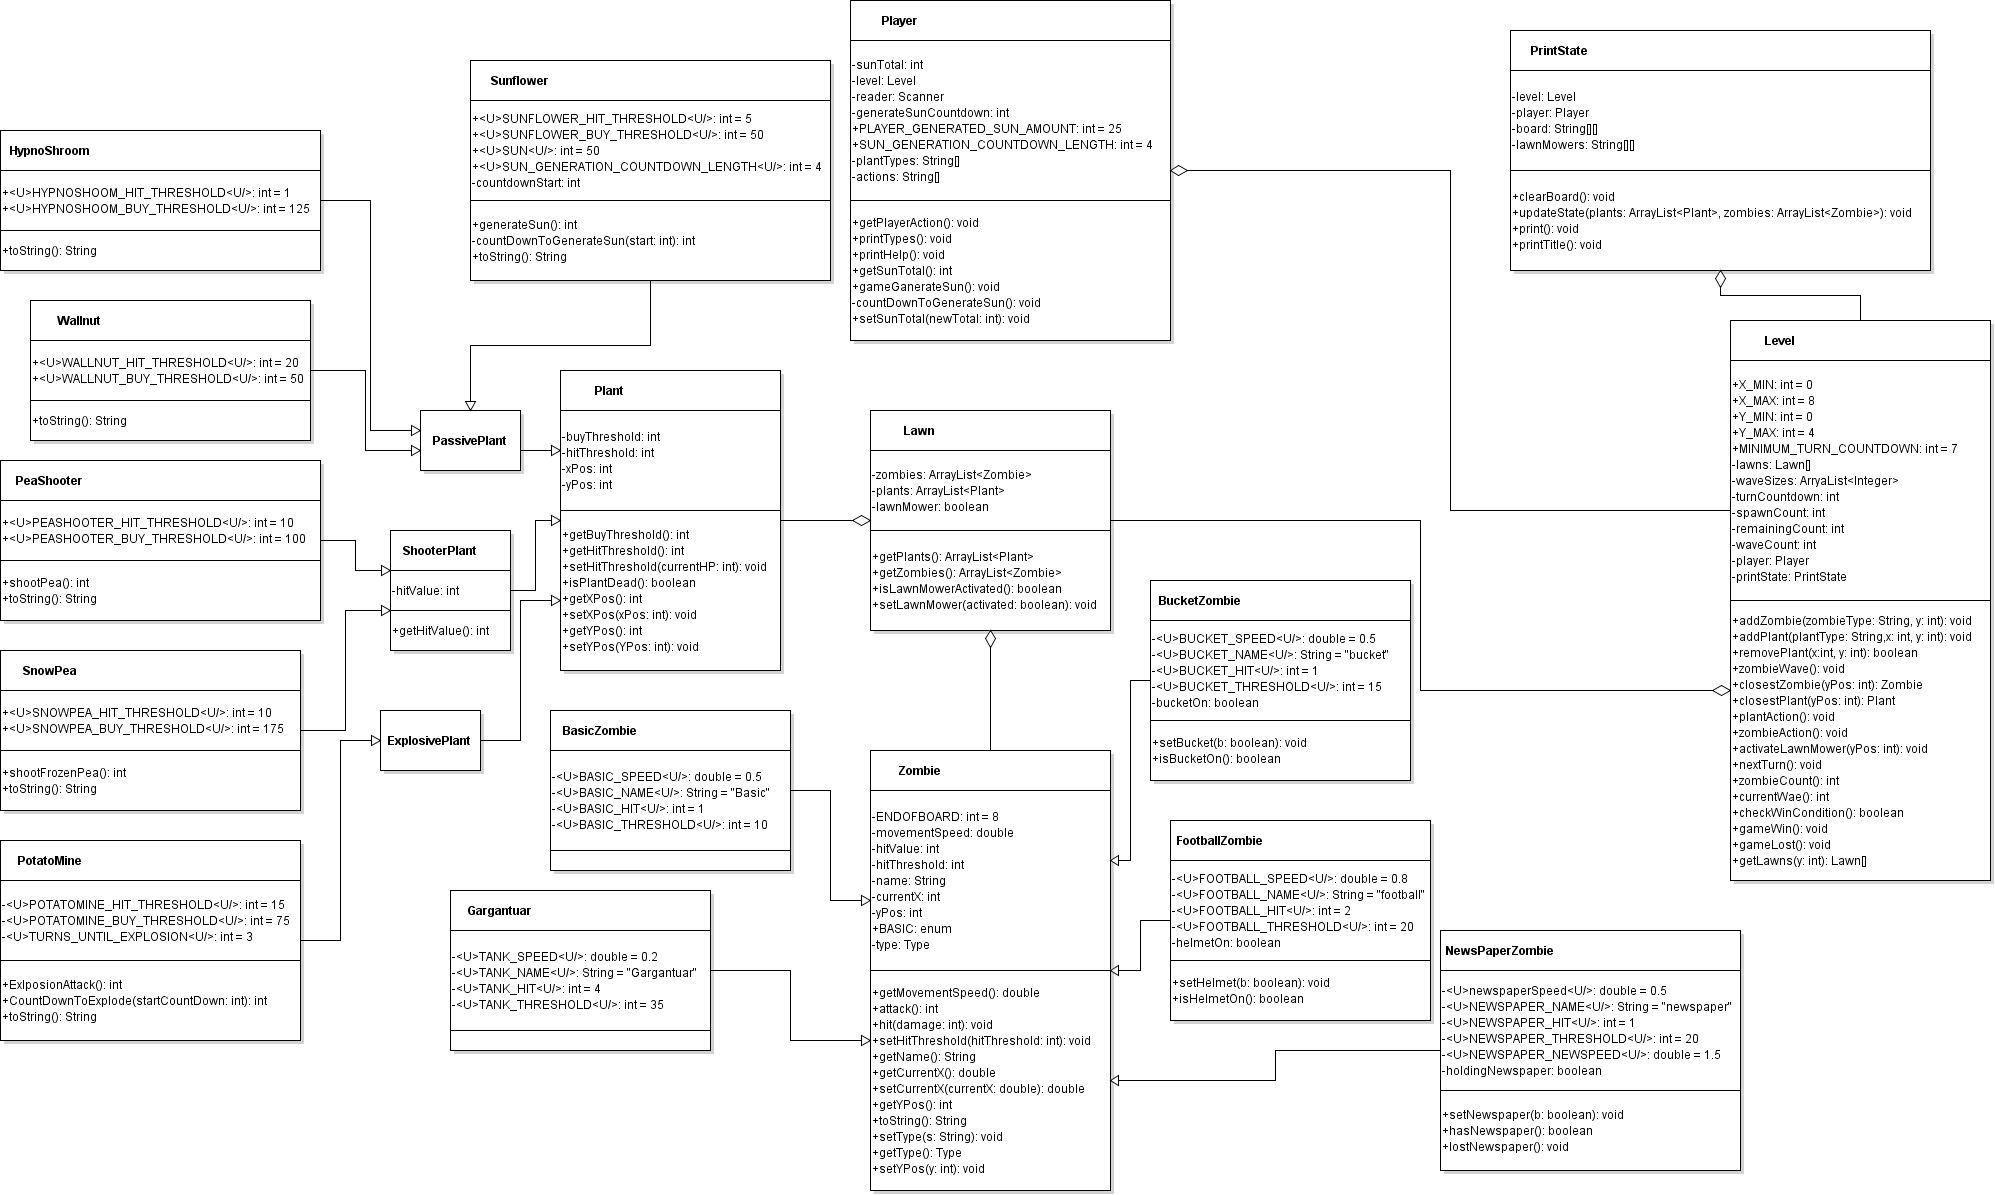 Player
-sunTotal: int
-level: Level
-reader: Scanner
-generateSunCountdown: int
+PLAYER_GENERATED_SUN_AMOUNT: int = 25
+SUN_GENERATION_COUNTDOWN_LENGTH: int = 4
-plantTypes: String[]
-actions: String[]
+getPlayerAction(): void
+printTypes(): void
+printHelp(): void
+getSunTotal(): int
+gameGanerateSun(): void
-countDownToGenerateSun(): void
+setSunTotal(newTotal: int): void
PrintState
-level: Level
-player: Player
-board: String[][]
-lawnMowers: String[][]
+clearBoard(): void
+updateState(plants: ArrayList<Plant>, zombies: ArrayList<Zombie>): void
+print(): void
+printTitle(): void
Sunflower
+<U>SUNFLOWER_HIT_THRESHOLD<U/>: int = 5
+<U>SUNFLOWER_BUY_THRESHOLD<U/>: int = 50
+<U>SUN<U/>: int = 50
+<U>SUN_GENERATION_COUNTDOWN_LENGTH<U/>: int = 4
-countdownStart: int
+generateSun(): int
-countDownToGenerateSun(start: int): int
+toString(): String
HypnoShroom
+<U>HYPNOSHOOM_HIT_THRESHOLD<U/>: int = 1
+<U>HYPNOSHOOM_BUY_THRESHOLD<U/>: int = 125
+toString(): String
Wallnut
+<U>WALLNUT_HIT_THRESHOLD<U/>: int = 20
+<U>WALLNUT_BUY_THRESHOLD<U/>: int = 50
+toString(): String
PassivePlant
Plant
-buyThreshold: int
-hitThreshold: int
-xPos: int
-yPos: int
+getBuyThreshold(): int
+getHitThreshold(): int
+setHitThreshold(currentHP: int): void
+isPlantDead(): boolean
+getXPos(): int
+setXPos(xPos: int): void
+getYPos(): int
+setYPos(YPos: int): void
Lawn
-zombies: ArrayList<Zombie>
-plants: ArrayList<Plant>
-lawnMower: boolean
+getPlants(): ArrayList<Plant>
+getZombies(): ArrayList<Zombie>
+isLawnMowerActivated(): boolean
+setLawnMower(activated: boolean): void
Level
+X_MIN: int = 0
+X_MAX: int = 8
+Y_MIN: int = 0
+Y_MAX: int = 4
+MINIMUM_TURN_COUNTDOWN: int = 7
-lawns: Lawn[]
-waveSizes: ArryaList<Integer>
-turnCountdown: int
-spawnCount: int
-remainingCount: int
-waveCount: int
-player: Player
-printState: PrintState
+addZombie(zombieType: String, y: int): void
+addPlant(plantType: String,x: int, y: int): void
+removePlant(x:int, y: int): boolean
+zombieWave(): void
+closestZombie(yPos: int): Zombie
+closestPlant(yPos: int): Plant
+plantAction(): void
+zombieAction(): void
+activateLawnMower(yPos: int): void
+nextTurn(): void
+zombieCount(): int
+currentWae(): int
+checkWinCondition(): boolean
+gameWin(): void
+gameLost(): void
+getLawns(y: int): Lawn[]
PeaShooter
+<U>PEASHOOTER_HIT_THRESHOLD<U/>: int = 10
+<U>PEASHOOTER_BUY_THRESHOLD<U/>: int = 100
+shootPea(): int
+toString(): String
ShooterPlant
-hitValue: int
+getHitValue(): int
SnowPea
+<U>SNOWPEA_HIT_THRESHOLD<U/>: int = 10
+<U>SNOWPEA_BUY_THRESHOLD<U/>: int = 175
+shootFrozenPea(): int
+toString(): String
ExplosivePlant
PotatoMine
-<U>POTATOMINE_HIT_THRESHOLD<U/>: int = 15
-<U>POTATOMINE_BUY_THRESHOLD<U/>: int = 75
-<U>TURNS_UNTIL_EXPLOSION<U/>: int = 3
+ExlposionAttack(): int
+CountDownToExplode(startCountDown: int): int
+toString(): String
BasicZombie
-<U>BASIC_SPEED<U/>: double = 0.5
-<U>BASIC_NAME<U/>: String = "Basic"
-<U>BASIC_HIT<U/>: int = 1
-<U>BASIC_THRESHOLD<U/>: int = 10
Gargantuar
-<U>TANK_SPEED<U/>: double = 0.2
-<U>TANK_NAME<U/>: String = "Gargantuar"
-<U>TANK_HIT<U/>: int = 4
-<U>TANK_THRESHOLD<U/>: int = 35
Zombie
-ENDOFBOARD: int = 8
-movementSpeed: double
-hitValue: int
-hitThreshold: int
-name: String
-currentX: int
-yPos: int
+BASIC: enum
-type: Type
+getMovementSpeed(): double
+attack(): int
+hit(damage: int): void
+setHitThreshold(hitThreshold: int): void
+getName(): String
+getCurrentX(): double
+setCurrentX(currentX: double): double
+getYPos(): int
+toString(): String
+setType(s: String): void
+getType(): Type
+setYPos(y: int): void
BucketZombie
-<U>BUCKET_SPEED<U/>: double = 0.5
-<U>BUCKET_NAME<U/>: String = "bucket"
-<U>BUCKET_HIT<U/>: int = 1
-<U>BUCKET_THRESHOLD<U/>: int = 15
-bucketOn: boolean
+setBucket(b: boolean): void
+isBucketOn(): boolean
FootballZombie
-<U>FOOTBALL_SPEED<U/>: double = 0.8
-<U>FOOTBALL_NAME<U/>: String = "football"
-<U>FOOTBALL_HIT<U/>: int = 2
-<U>FOOTBALL_THRESHOLD<U/>: int = 20
-helmetOn: boolean
+setHelmet(b: boolean): void
+isHelmetOn(): boolean
NewsPaperZombie
-<U>newspaperSpeed<U/>: double = 0.5
-<U>NEWSPAPER_NAME<U/>: String = "newspaper"
-<U>NEWSPAPER_HIT<U/>: int = 1
-<U>NEWSPAPER_THRESHOLD<U/>: int = 20
-<U>NEWSPAPER_NEWSPEED<U/>: double = 1.5
-holdingNewspaper: boolean
+setNewspaper(b: boolean): void
+hasNewspaper(): boolean
+lostNewspaper(): void